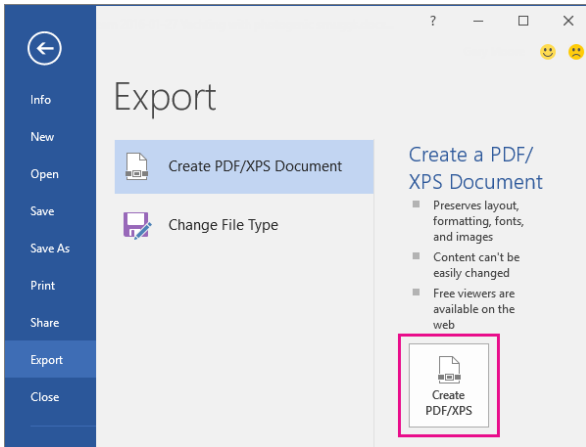 ?
Info
New
Open
Save
Save As
Print
Share
Export
Close
Export
Create PDF/XPS Document
Change File Type
Create a PDF/
XPS Document
Preserves layout,
formatting, fonts,
and images
Content can't be
easily changed
Free viewers are
available on the
web
Create
PDF/XPS